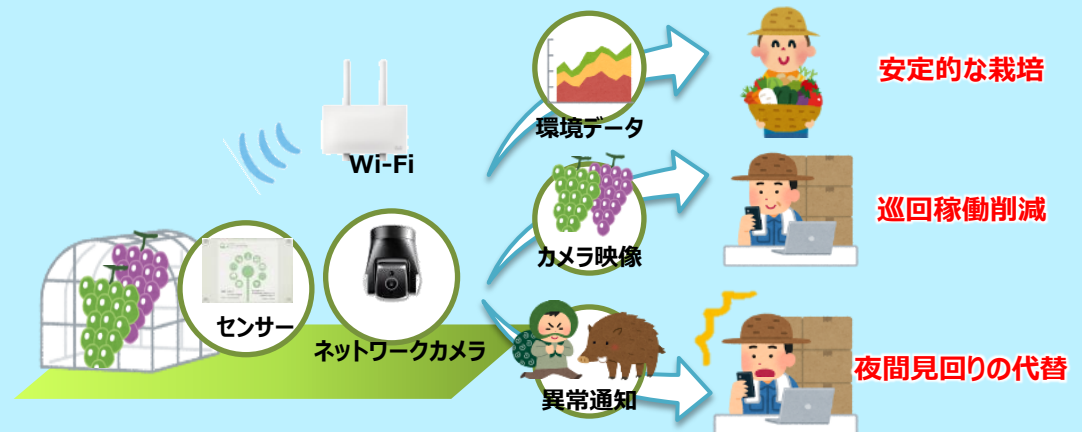 環境データ
安定的な栽培
Wi-Fi
カメラ映像
巡回稼働削減
センサー
ネットワークカメラ
異常通知
夜間見回りの代替